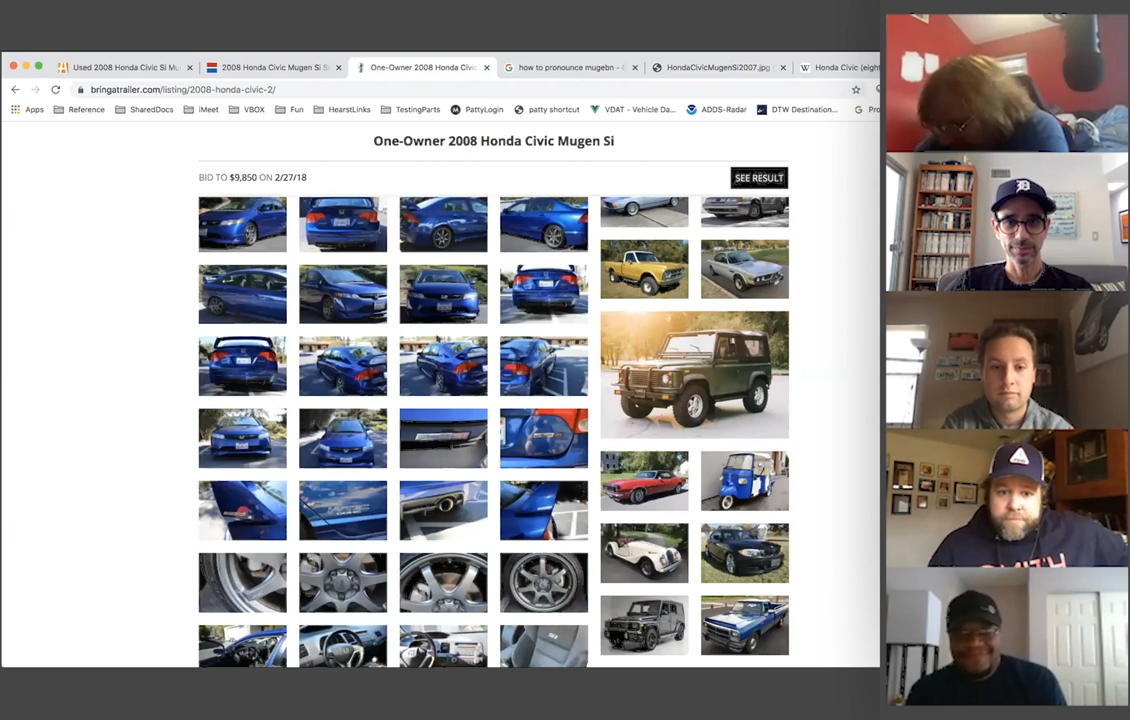 Used 2008 Honda Civic Si Mu
2008 Honda Civic Mugen Si S
One-Owner 2008 Honda Civic
how to pronounce mugebn - G
HondaCivicMugenSi2007.jpg
Honda Civic (eight
bringatrailer.com/listing/2008-honda-civic-2/
Apps
Reference
SharedDocs
iMeet
VBOX
Fun
HearstLinks
TestingParts
PattyLogin
patty shortcut
VDAT - Vehicle Da...
ADDS-Radar
DTW Destination...
Pro
One-Owner 2008 Honda Civic Mugen Si
BID TO $9,850 ON 2/27/18
SEE RESULT
D